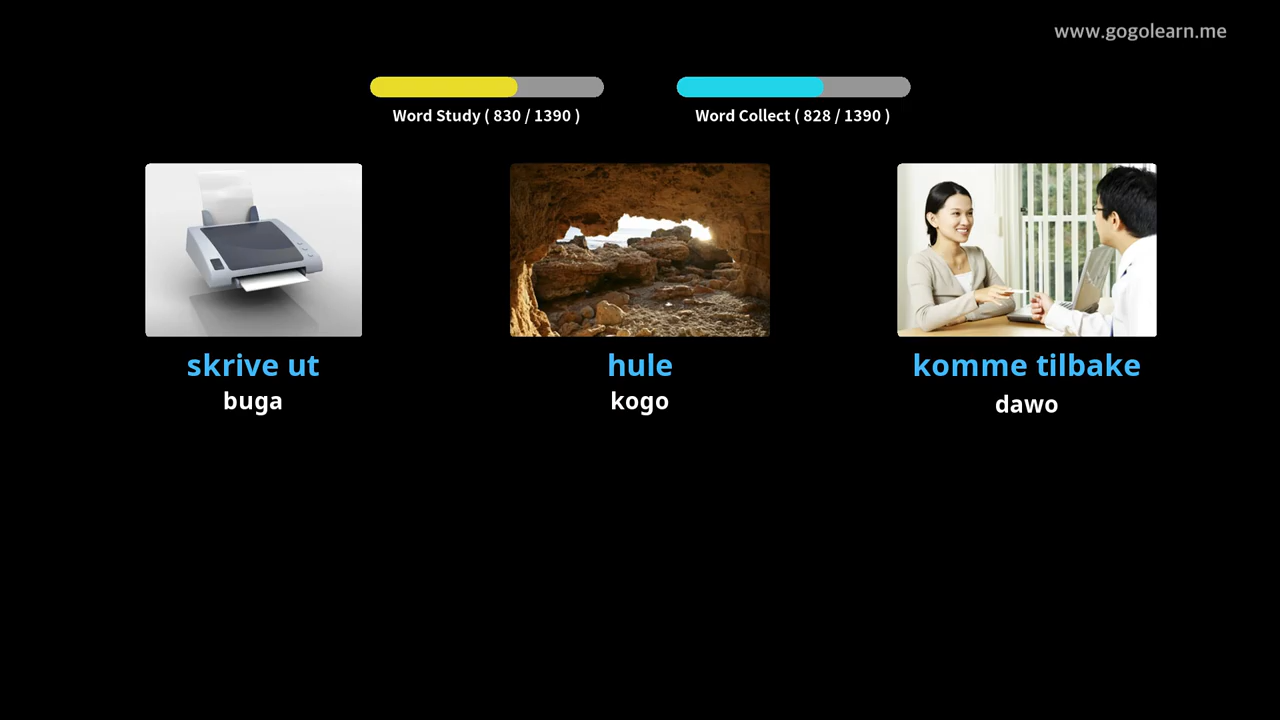 www.gogolearn.me
Word Study ( 830 / 1390 )
Word Collect ( 828 / 1390 )
skrive ut
buga
hule
kogo
komme tilbake
dawo